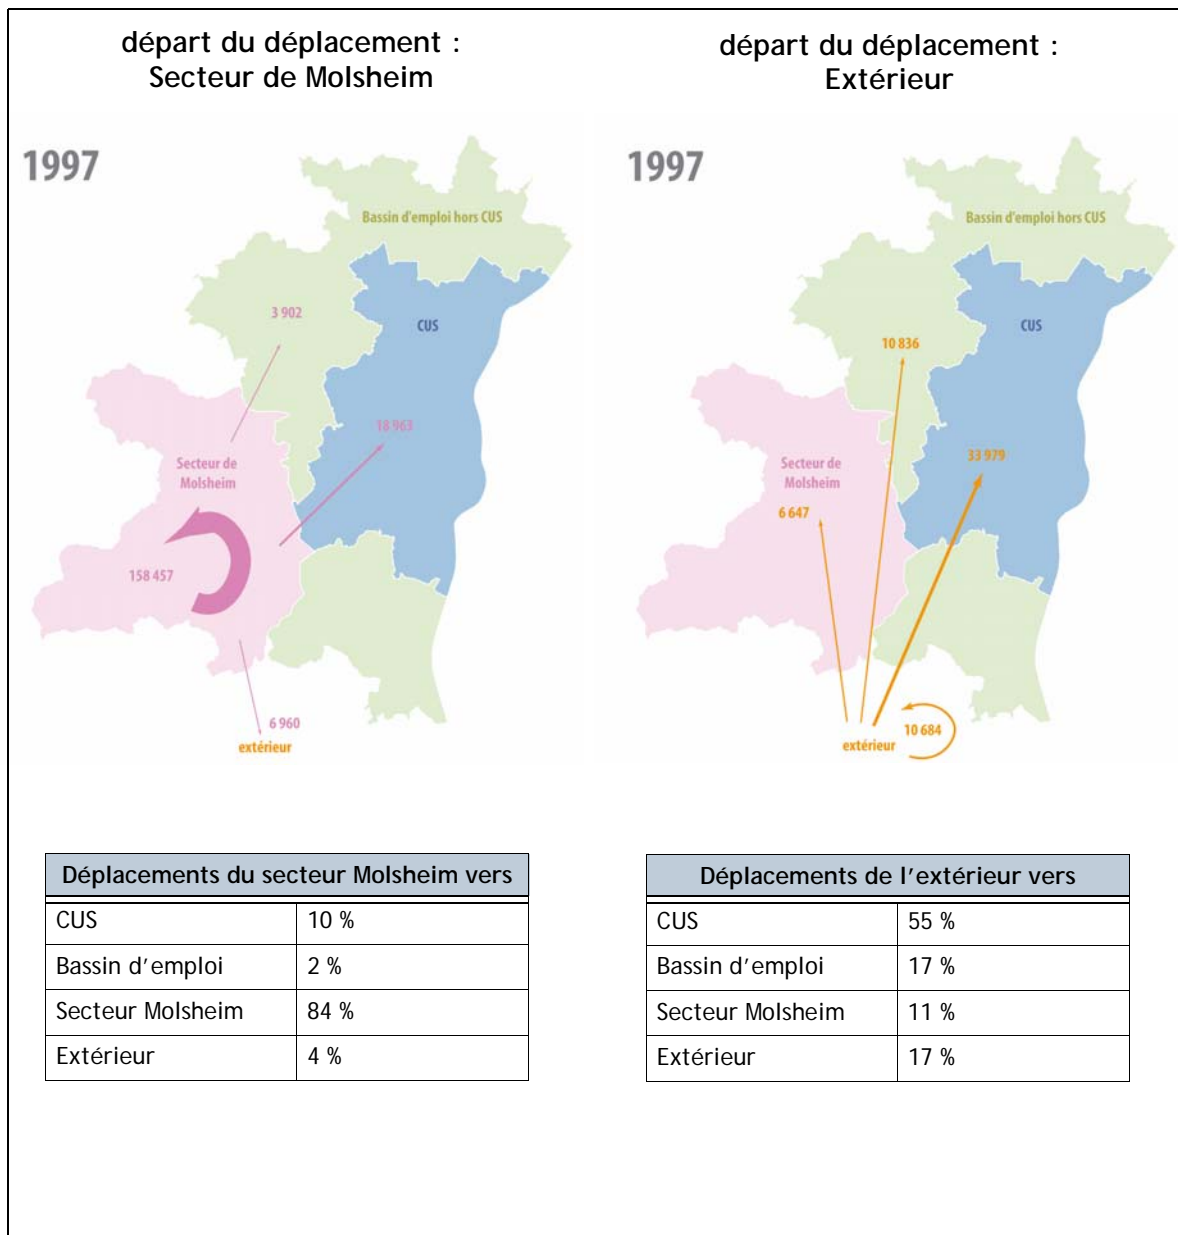 départ du déplacement :
Secteur de Molsheim
1997
Bassin d'emploi hors CUS
3 902
CUS
18 963
Secteur de
Molsheim
158 457
6 960
extérieur
départ du déplacement :
Extérieur
1997
Bassin d'emploi hors CUS
CUS
10 836
33 979
Secteur de
Molsheim
6 647
10 684
extérieur
Déplacements du secteur Molsheim vers
CUS 10 %
Bassin d’emploi 2 %
Secteur Molsheim 84 %
Extérieur 4 %
Déplacements de l’extérieur vers
CUS 55 %
Bassin d’emploi 17 %
Secteur Molsheim 11 %
Extérieur 17 %